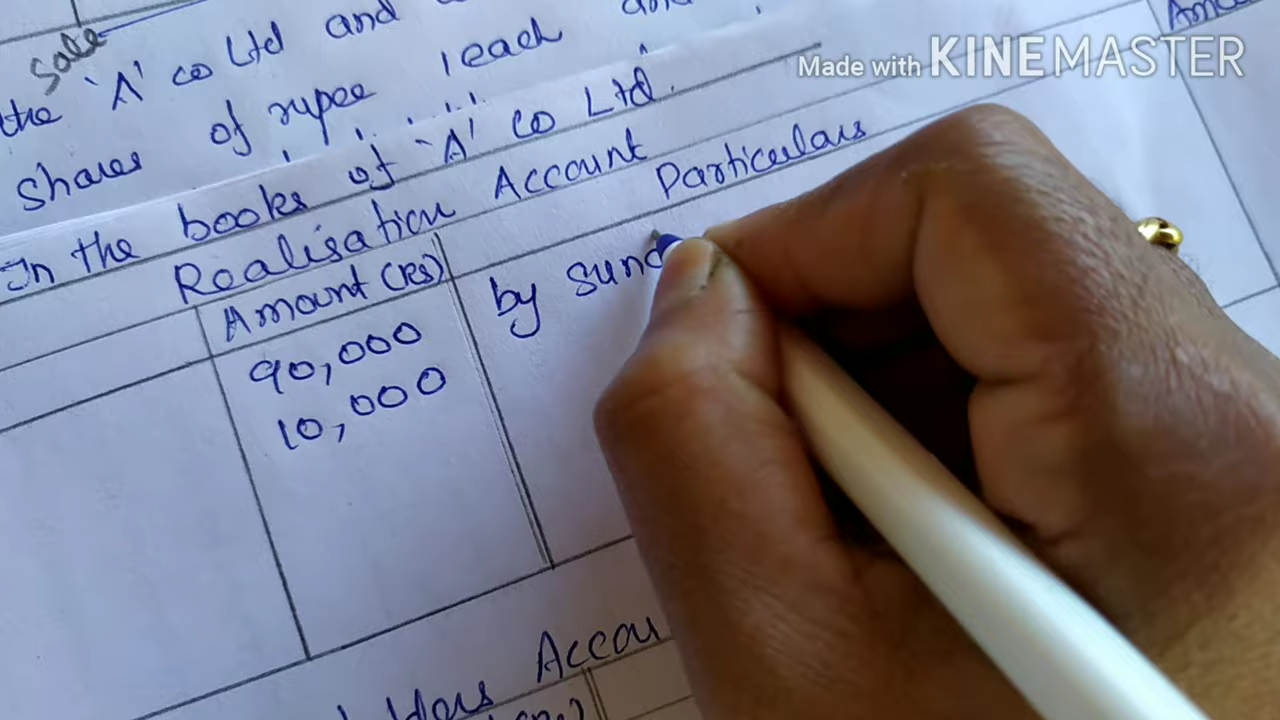 Sale
the 'A' co Ltd and
shares of rupee 1 each and
In the books of 'A' co Ltd.
Realisation Account
Amount (Rs) Particulars
90,000 by sund
10,000
Accou
Made with KINEMASTER